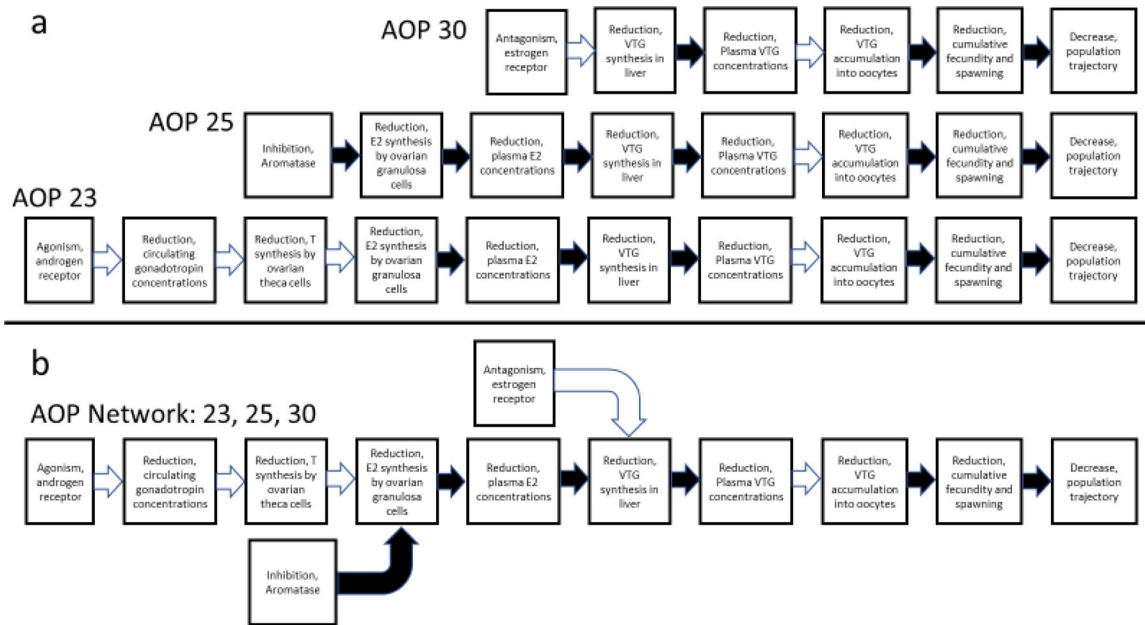 a
AOP 30
Antagonism,
estrogen
receptor
Reduction,
VTG
synthesis in
liver
Reduction,
Plasma VTG
concentrations
Reduction,
VTG
accumulation
into oocytes
Reduction,
cumulative
fecundity and
spawning
Decrease,
population
trajectory
AOP 25
Inhibition,
Aromatase
Reduction,
E2 synthesis
by ovarian
granulosa
cells
Reduction,
plasma E2
concentrations
Reduction,
VTG
synthesis in
liver
Reduction,
Plasma VTG
concentrations
Reduction,
VTG
accumulation
into oocytes
Reduction,
cumulative
fecundity and
spawning
Decrease,
population
trajectory
AOP 23
Agonism,
androgen
receptor
Reduction,
circulating
gonadotropin
concentrations
Reduction, T
synthesis by
ovarian
theca cells
Reduction,
E2 synthesis
by ovarian
granulosa
cells
Reduction,
plasma E2
concentrations
Reduction,
VTG
synthesis in
liver
Reduction,
Plasma VTG
concentrations
Reduction,
VTG
accumulation
into oocytes
Reduction,
cumulative
fecundity and
spawning
Decrease,
population
trajectory
b
AOP Network: 23, 25, 30
Antagonism,
estrogen
receptor
Agonism,
androgen
receptor
Reduction,
circulating
gonadotropin
concentrations
Reduction, T
synthesis by
ovarian
theca cells
Reduction,
E2 synthesis
by ovarian
granulosa
cells
Reduction,
plasma E2
concentrations
Reduction,
VTG
synthesis in
liver
Reduction,
Plasma VTG
concentrations
Reduction,
VTG
accumulation
into oocytes
Reduction,
cumulative
fecundity and
spawning
Decrease,
population
trajectory
Inhibition,
Aromatase